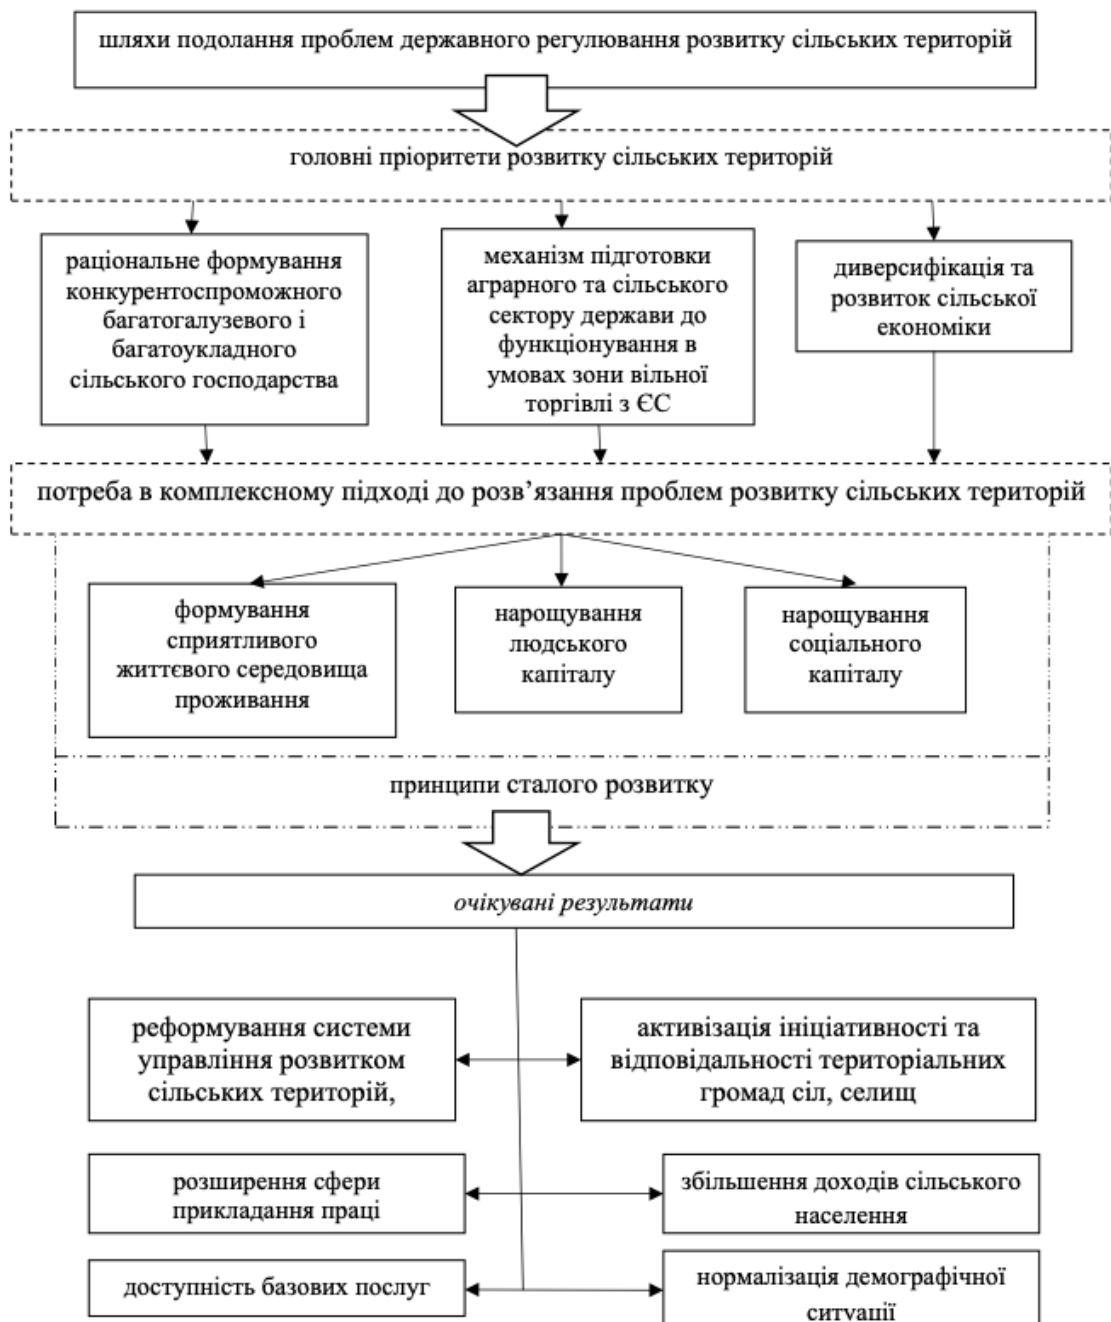 шляхи подолання проблем державного регулювання розвитку сільських територій
головні пріоритети розвитку сільських територій
раціональне формування
конкурентоспроможного
багатогалузевого і
багатоукладного
сільського господарства
механізм підготовки
аграрного та сільського
сектору держави до
функціонування в
умовах зони вільної
торгівлі з ЄС
диверсифікація та
розвиток сільської
економіки
потреба в комплексному підході до розв’язання проблем розвитку сільських територій
формування
сприятливого
життєвого середовища
проживання
нарощування
людського
капіталу
нарощування
соціального
капіталу
принципи сталого розвитку
очікувані результати
реформування системи
управління розвитком
сільських територій,
активізація ініціативності та
відповідальності територіальних
громад сіл, селищ
розширення сфери
прикладання праці
збільшення доходів сільського
населення
доступність базових послуг
нормалізація демографічної
ситуації